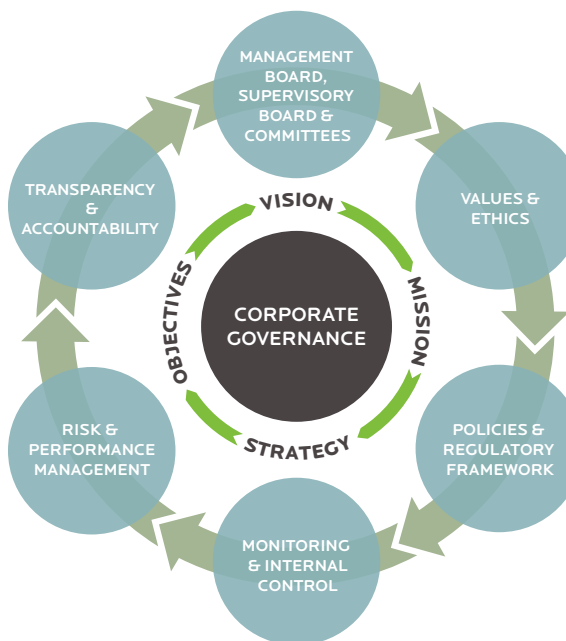 MANAGEMENT
BOARD,
SUPERVISORY
BOARD &
COMMITTEES
TRANSPARENCY
&
ACCOUNTABILITY
VALUES &
ETHICS
VISION
MISSION
STRATEGY
OBJECTIVES
CORPORATE
GOVERNANCE
RISK &
PERFORMANCE
MANAGEMENT
POLICIES &
REGULATORY
FRAMEWORK
MONITORING
& INTERNAL
CONTROL